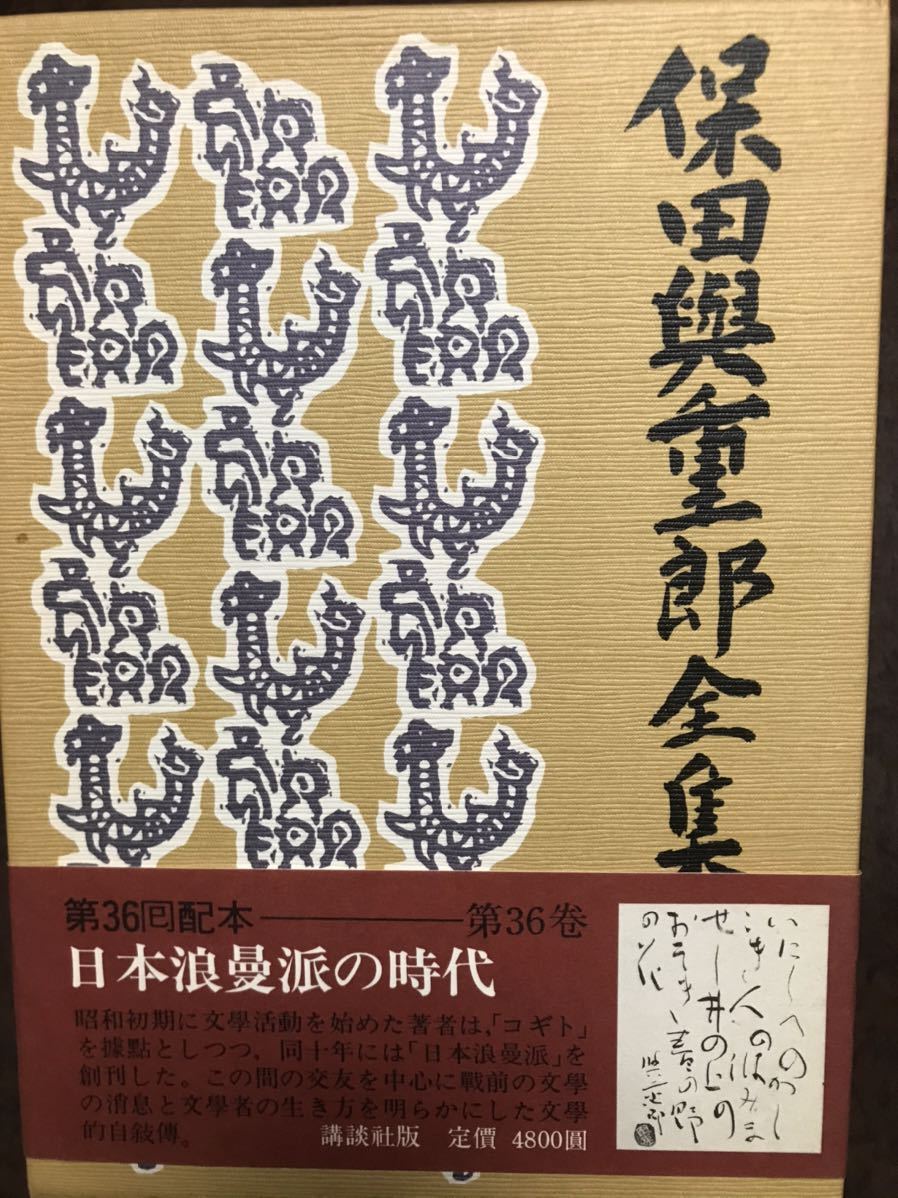 保田與重郎全集
第36回配本――第36巻
日本浪曼派の時代
昭和初期に文學活動を始めた著者は、「コギト」
を據點としつつ、同十年には「日本浪曼派」を
創刊した。この間の交友を中心に戰前の文學
の消息と文學者の生き方を明らかにした文學
的自敍傳。
講談社版 定價 4800圓